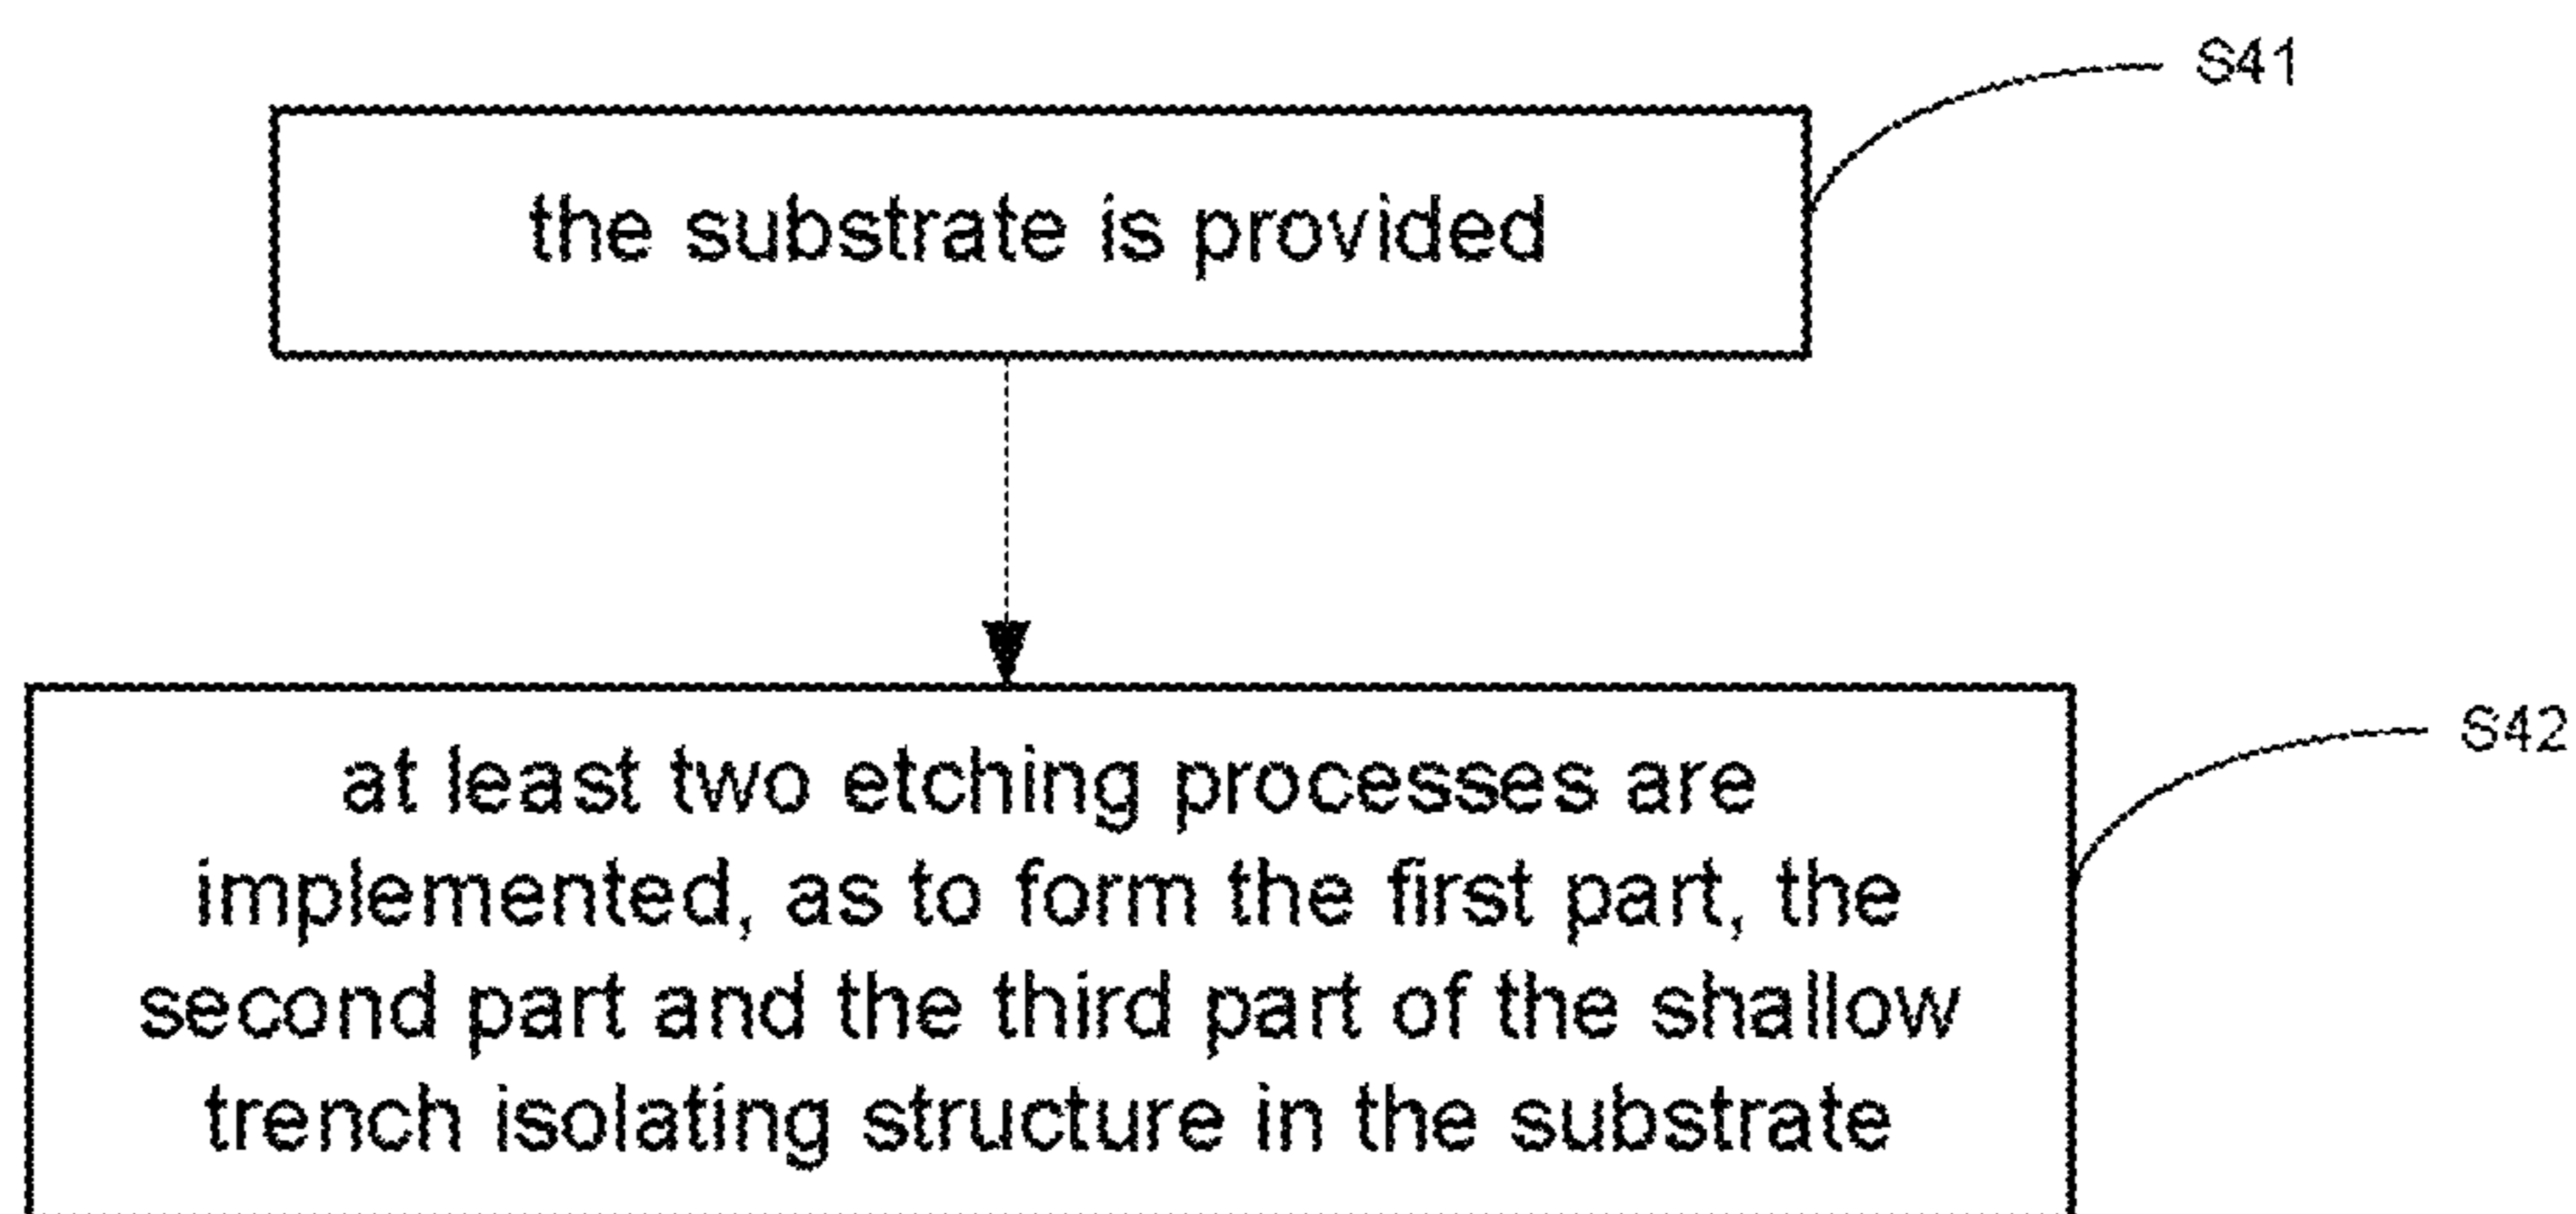 S41
the substrate is provided
S42
at least two etching processes are
implemented, as to form the first part, the
second part and the third part of the shallow
trench isolating structure in the substrate